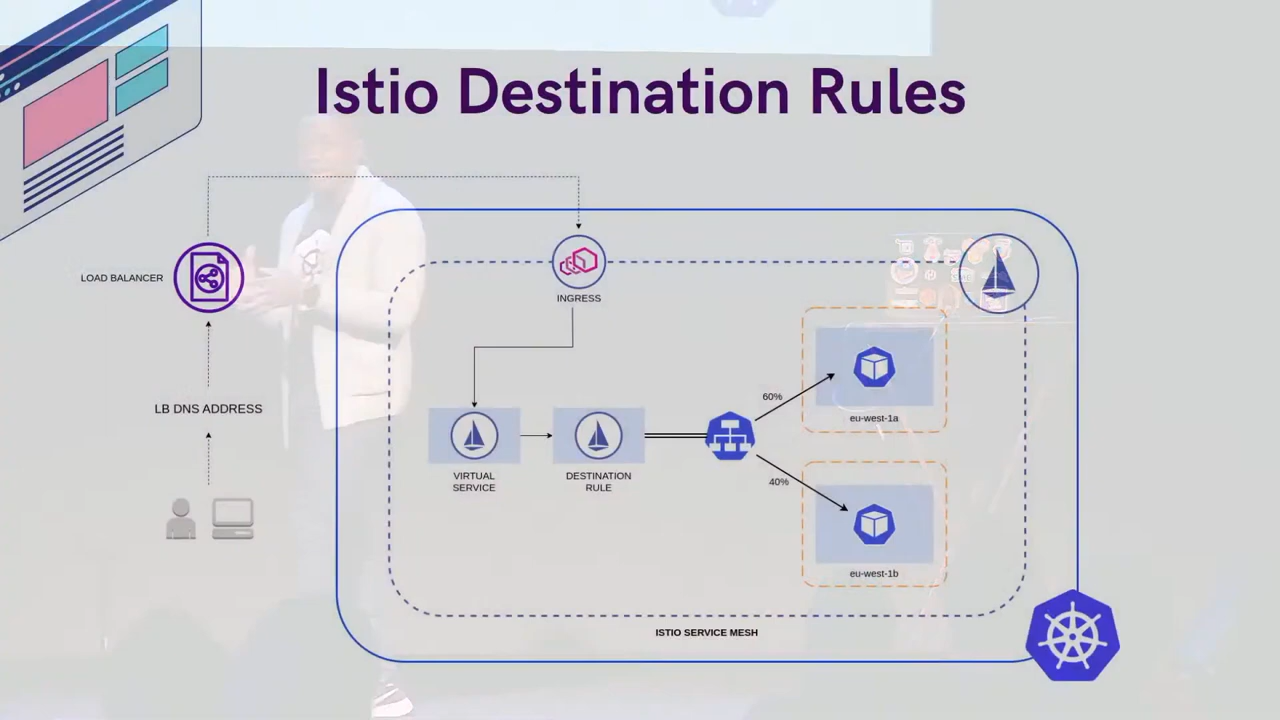 Istio Destination Rules
LOAD BALANCER
INGRESS
LB DNS ADDRESS
60%
eu-west-1a
VIRTUAL
SERVICE
DESTINATION
RULE
40%
eu-west-1b
ISTIO SERVICE MESH